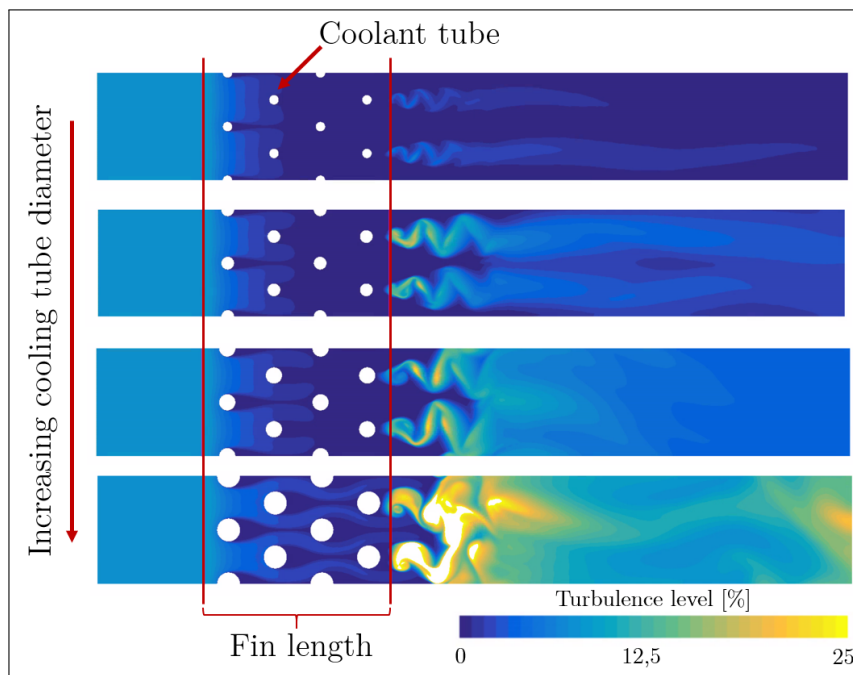 Coolant tube
Increasing cooling tube diameter
Fin length
Turbulence level [%]
0
12,5
25